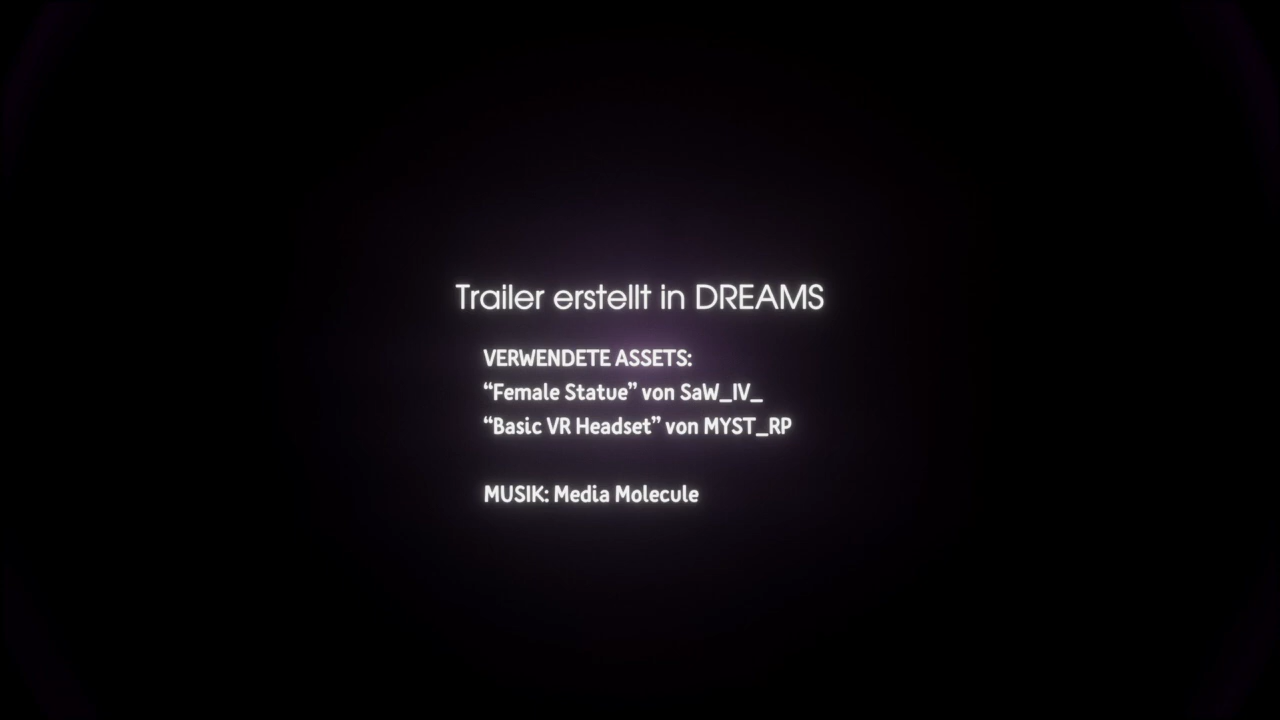 Trailer erstellt in DREAMS
VERWENDETE ASSETS:
“Female Statue” von SaW_IV_
“Basic VR Headset” von MYST_RP
MUSIK: Media Molecule